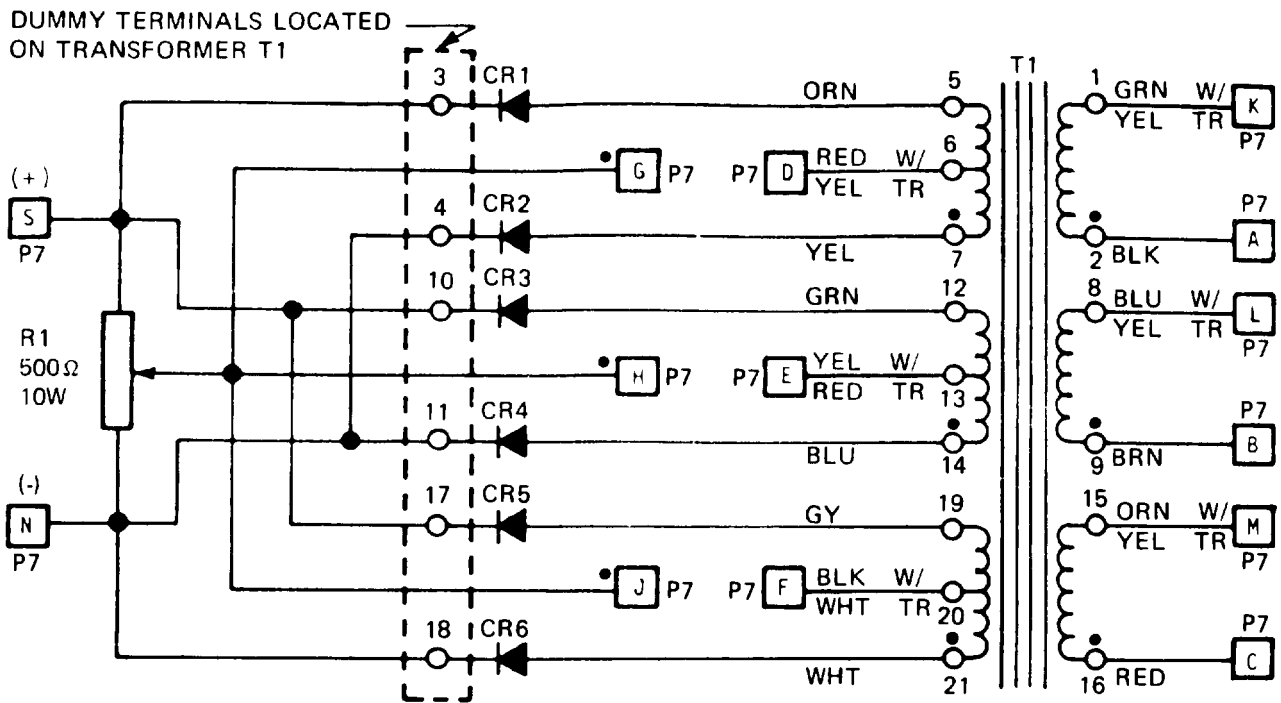 DUMMY TERMINALS LOCATED
ON TRANSFORMER T1
T1
3 CR1 ORN 5 1 GRN W/ K
YEL TR P7
G P7 P7 D RED W/ 6
YEL TR
(+)
S
P7
4 CR2 YEL 7 P7
2 BLK A
10 CR3 GRN 12 8 BLU W/ L
YEL TR P7
R1
500Ω
10W
H P7 P7 E YEL W/
RED TR 13
11 CR4 BLU 14 P7
9 BRN B
(-)
N
P7
17 CR5 GY 19 15 ORN W/ M
YEL TR P7
J P7 P7 F BLK W/
WHT TR 20
18 CR6 WHT 21 P7
16 RED C